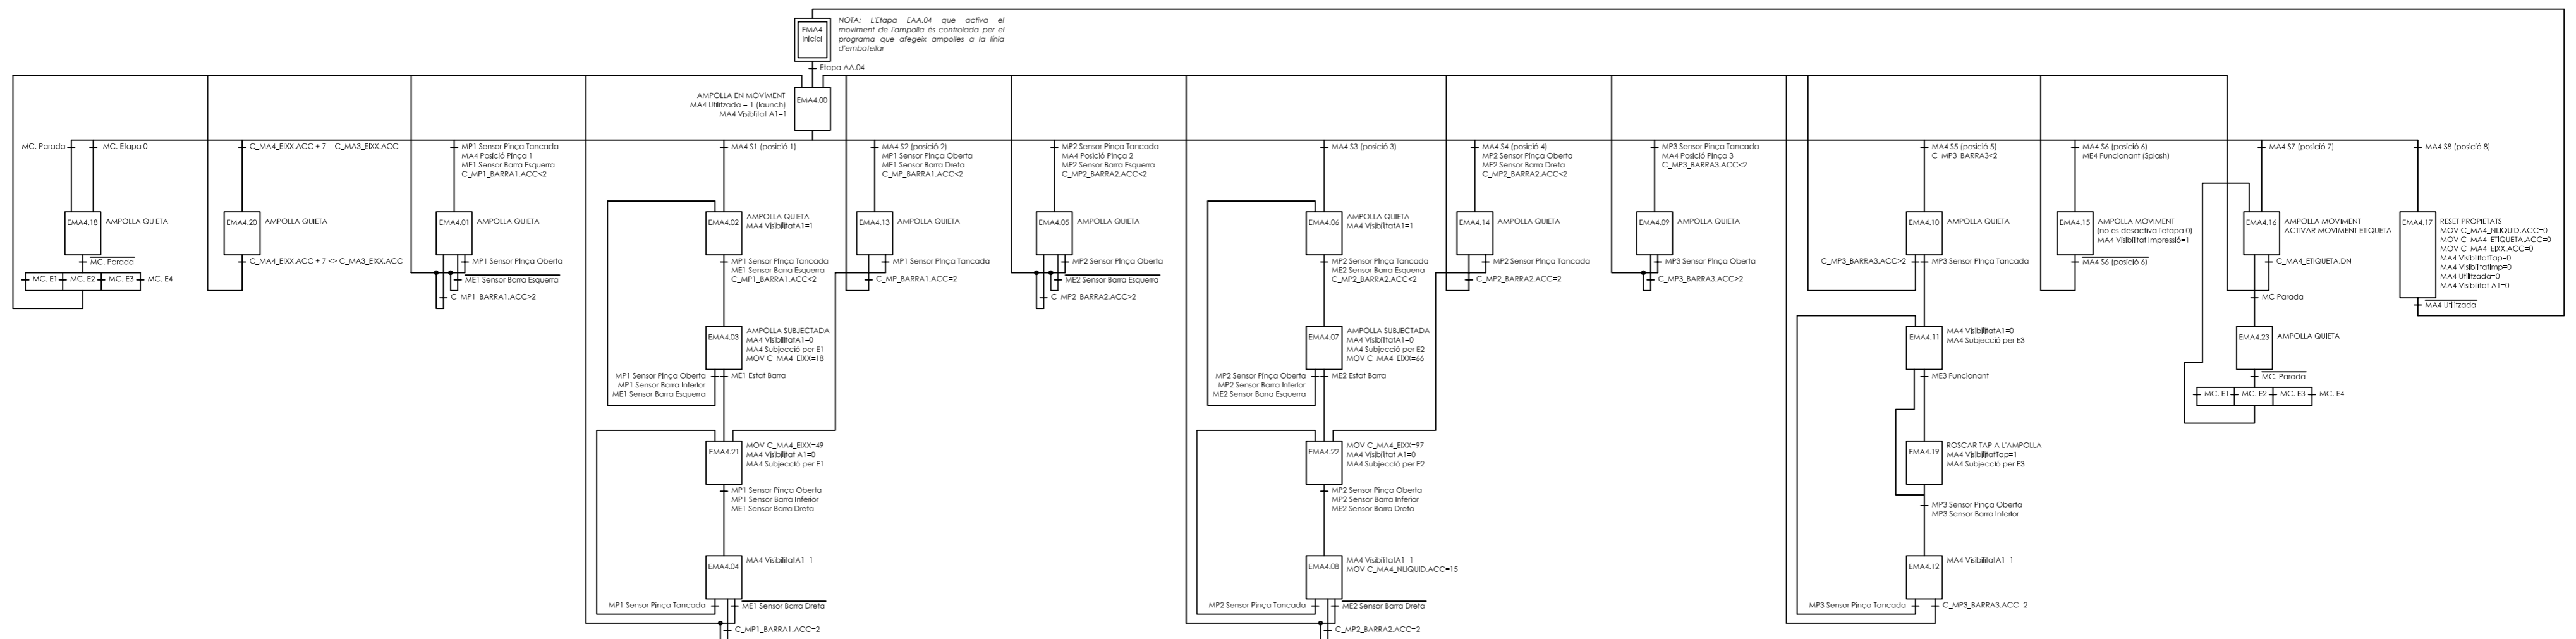 EMA4
Inicial
NOTA: L'Etapa EAA.04 que activa el
moviment de l'ampolla és controlada per el
programa que afegeix ampolles a la línia
d'embotellar
Etapa AA.04
AMPOLLA EN MOVIMENT
MA4 Utilitzada = 1 (launch)
MA4 Visiblitat A1=1
EMA4.00
MC. Parada
MC. Etapa 0
EMA4.18
AMPOLLA QUIETA
MC. Parada
MC. E1
MC. E2
MC. E3
MC. E4
C_MA4_EIXX.ACC + 7 = C_MA3_EIXX.ACC
EMA4.20
AMPOLLA QUIETA
C_MA4_EIXX.ACC + 7 <> C_MA3_EIXX.ACC
MP1 Sensor Pinça Tancada
MA4 Posició Pinça 1
ME1 Sensor Barra Esquerra
C_MP1_BARRA1.ACC<2
EMA4.01
AMPOLLA QUIETA
MP1 Sensor Pinça Oberta
ME1 Sensor Barra Esquerra
C_MP1_BARRA1.ACC>2
MA4 S1 (posició 1)
EMA4.02
AMPOLLA QUIETA
MA4 VisibilitatA1=1
MP1 Sensor Pinça Tancada
ME1 Sensor Barra Esquerra
C_MP1_BARRA1.ACC<2
EMA4.03
AMPOLLA SUBJECTADA
MA4 VisibilitatA1=0
MA4 Subjecció per E1
MOV C_MA4_EIXX=18
MP1 Sensor Pinça Oberta
MP1 Sensor Barra Inferior
ME1 Sensor Barra Esquerra
ME1 Estat Barra
EMA4.21
MOV C_MA4_EIXX=49
MA4 Visibilitat A1=0
MA4 Subjecció per E1
MP1 Sensor Pinça Oberta
MP1 Sensor Barra Inferior
ME1 Sensor Barra Dreta
EMA4.04
MA4 VisibilitatA1=1
MP1 Sensor Pinça Tancada
ME1 Sensor Barra Dreta
C_MP1_BARRA1.ACC=2
MA4 S2 (posició 2)
MP1 Sensor Pinça Oberta
ME1 Sensor Barra Dreta
C_MP_BARRA1.ACC<2
EMA4.13
AMPOLLA QUIETA
MP1 Sensor Pinça Tancada
C_MP1_BARRA1.ACC=2
MP2 Sensor Pinça Tancada
MA4 Posició Pinça 2
ME2 Sensor Barra Esquerra
C_MP2_BARRA2.ACC<2
EMA4.05
AMPOLLA QUIETA
MP2 Sensor Pinça Oberta
ME2 Sensor Barra Esquerra
C_MP2_BARRA2.ACC>2
MA4 S3 (posició 3)
EMA4.06
AMPOLLA QUIETA
MA4 VisibilitatA1=1
MP2 Sensor Pinça Tancada
ME2 Sensor Barra Esquerra
C_MP2_BARRA2.ACC<2
EMA4.07
AMPOLLA SUBJECTADA
MA4 VisibilitatA1=0
MA4 Subjecció per E2
MOV C_MA4_EIXX=66
MP2 Sensor Pinça Oberta
MP2 Sensor Barra Inferior
ME2 Sensor Barra Esquerra
ME2 Estat Barra
EMA4.22
MOV C_MA4_EIXX=97
MA4 Visibilitat A1=0
MA4 Subjecció per E2
MP2 Sensor Pinça Oberta
MP2 Sensor Barra Inferior
ME2 Sensor Barra Dreta
EMA4.08
MA4 VisibilitatA1=1
MOV C_MA4_NLIQUID.ACC=15
MP2 Sensor Pinça Tancada
ME2 Sensor Barra Dreta
C_MP2_BARRA2.ACC=2
MA4 S4 (posició 4)
MP2 Sensor Pinça Oberta
ME2 Sensor Barra Dreta
C_MP2_BARRA2.ACC<2
EMA4.14
AMPOLLA QUIETA
MP2 Sensor Pinça Tancada
C_MP2_BARRA2.ACC=2
MP3 Sensor Pinça Tancada
MA4 Posició Pinça 3
C_MP3_BARRA3.ACC<2
EMA4.09
AMPOLLA QUIETA
MP3 Sensor Pinça Oberta
C_MP3_BARRA3.ACC>2
MA4 S5 (posició 5)
C_MP3_BARRA3<2
EMA4.10
AMPOLLA QUIETA
C_MP3_BARRA3.ACC>2
MP3 Sensor Pinça Tancada
EMA4.11
MA4 VisibilitatA1=0
MA4 Subjecció per E3
ME3 Funcionant
EMA4.19
ROSCAR TAP A L'AMPOLLA
MA4 VisibilitatTap=1
MA4 Subjecció per E3
MP3 Sensor Pinça Oberta
MP3 Sensor Barra Inferior
EMA4.12
MA4 VisibilitatA1=1
MP3 Sensor Pinça Tancada
C_MP3_BARRA3.ACC=2
MA4 S6 (posició 6)
ME4 Funcionant (Splash)
EMA4.15
AMPOLLA MOVIMENT
(no es desactiva l'etapa 0)
MA4 Visibilitat Impressió=1
MA4 S6 (posició 6)
MA4 S7 (posició 7)
EMA4.16
AMPOLLA MOVIMENT
ACTIVAR MOVIMENT ETIQUETA
C_MA4_ETIQUETA.DN
MC Parada
EMA4.23
AMPOLLA QUIETA
MC. Parada
MC. E1
MC. E2
MC. E3
MC. E4
MA4 S8 (posició 8)
EMA4.17
RESET PROPIETATS
MOV C_MA4_NLIQUID.ACC=0
MOV C_MA4_ETIQUETA.ACC=0
MOV C_MA4_EIXX.ACC=0
MA4 VisibilitatTap=0
MA4 VisibilitatImp=0
MA4 Utilitzada=0
MA4 Visibilitat A1=0
MA4 Utilitzada